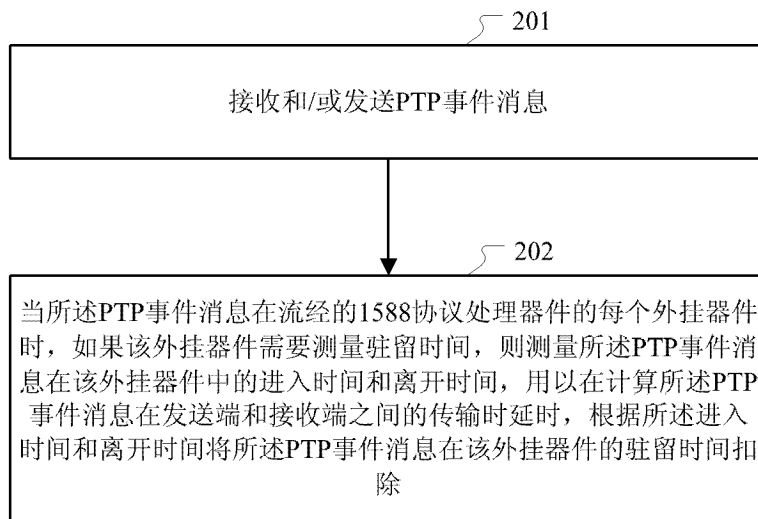 201
接收和/或发送PTP事件消息
202
当所述PTP事件消息在流经的1588协议处理器件的每个外挂器件
时，如果该外挂器件需要测量驻留时间，则测量所述PTP事件消
息在该外挂器件中的进入时间和离开时间，用以在计算所述PTP
事件消息在发送端和接收端之间的传输时延时，根据所述进入
时间和离开时间将所述PTP事件消息在该外挂器件的驻留时间扣
除